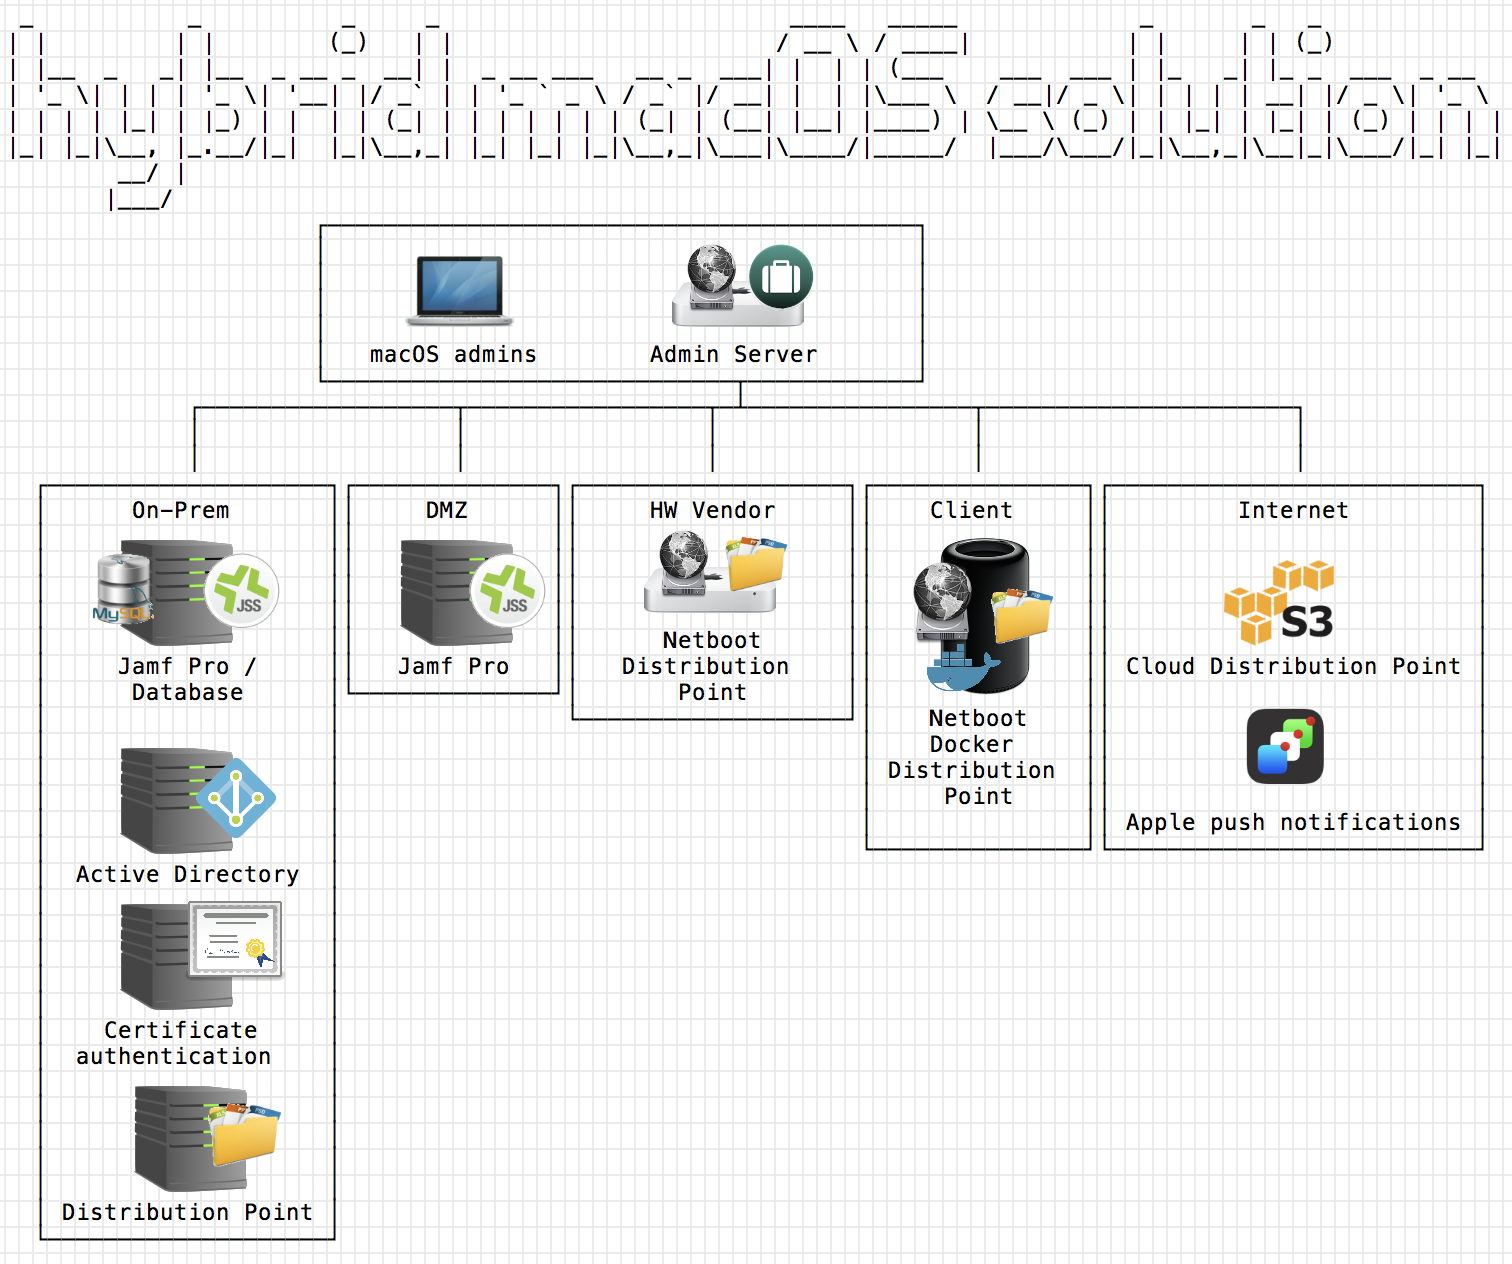 hybrid macOS solution
macOS admins
Admin Server
On-Prem
MySQL
JSS
Jamf Pro /
Database
Active Directory
Certificate
authentication
Distribution Point
DMZ
JSS
Jamf Pro
HW Vendor
Netboot
Distribution
Point
Client
Netboot
Docker
Distribution
Point
Internet
S3
Cloud Distribution Point
Apple push notifications